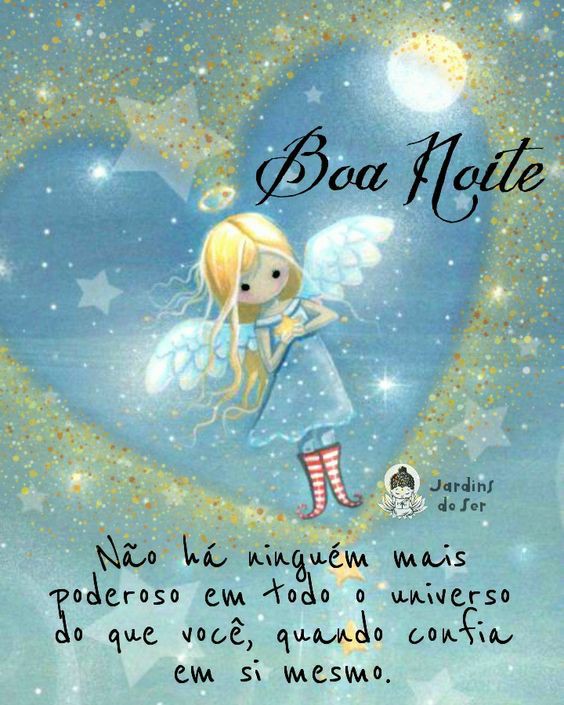 Boa Noite
Jardins
do Ser
Não há ninguém mais
poderoso em todo o universo
do que você, quando confia
em si mesmo.